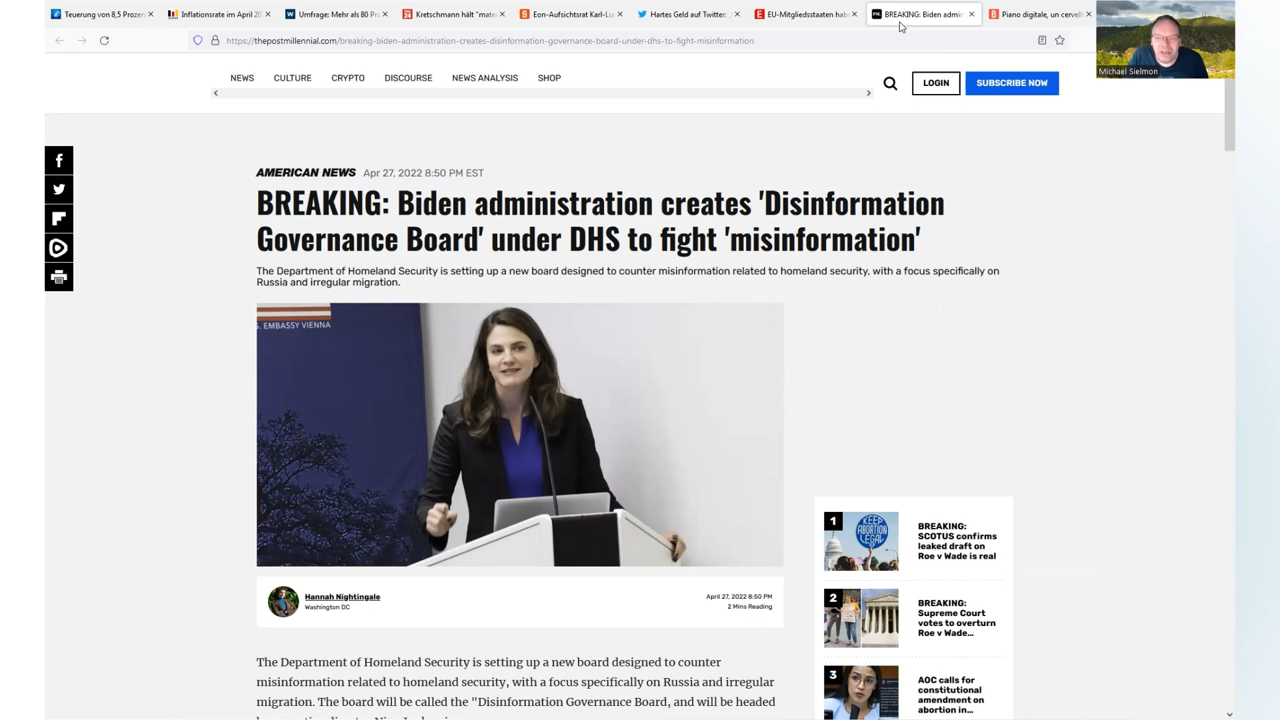 Teuerung von 8,5 Prozen
Inflationsrate im April 20
Umfrage: Mehr als 80 Pr
Kretschmann hält "mate
Eon-Aufsichtsrat Karl-Lu
Hartes Geld auf Twitter:
EU-Mitgliedsstaaten hab
BREAKING: Biden admin
Piano digitale, un cervell
https://thepostmillennial.com/breaking-biden-administration-creates-disinformation-governance-board-under-dhs-to-fight-misinformation
Michael Sielmon
NEWS
CULTURE
CRYPTO
DIGNORSE
NEWS ANALYSIS
SHOP
LOGIN
SUBSCRIBE NOW
AMERICAN NEWS Apr 27, 2022 8:50 PM EST
BREAKING: Biden administration creates 'Disinformation
Governance Board' under DHS to fight 'misinformation'
The Department of Homeland Security is setting up a new board designed to counter misinformation related to homeland security, with a focus specifically on
Russia and irregular migration.
S. EMBASSY VIENNA
Hannah Nightingale
Washington DC
April 27, 2022 8:50 PM
2 Mins Reading
1
BREAKING:
SCOTUS confirms
leaked draft on
Roe v Wade is real
KEEP
ABORTION
LEGAL
2
BREAKING:
Supreme Court
votes to overturn
Roe v Wade...
3
AOC calls for
constitutional
amendment on
abortion in...
The Department of Homeland Security is setting up a new board designed to counter
misinformation related to homeland security, with a focus specifically on Russia and irregular
migration. The board will be called the "Disinformation Governance Board, and will be headed